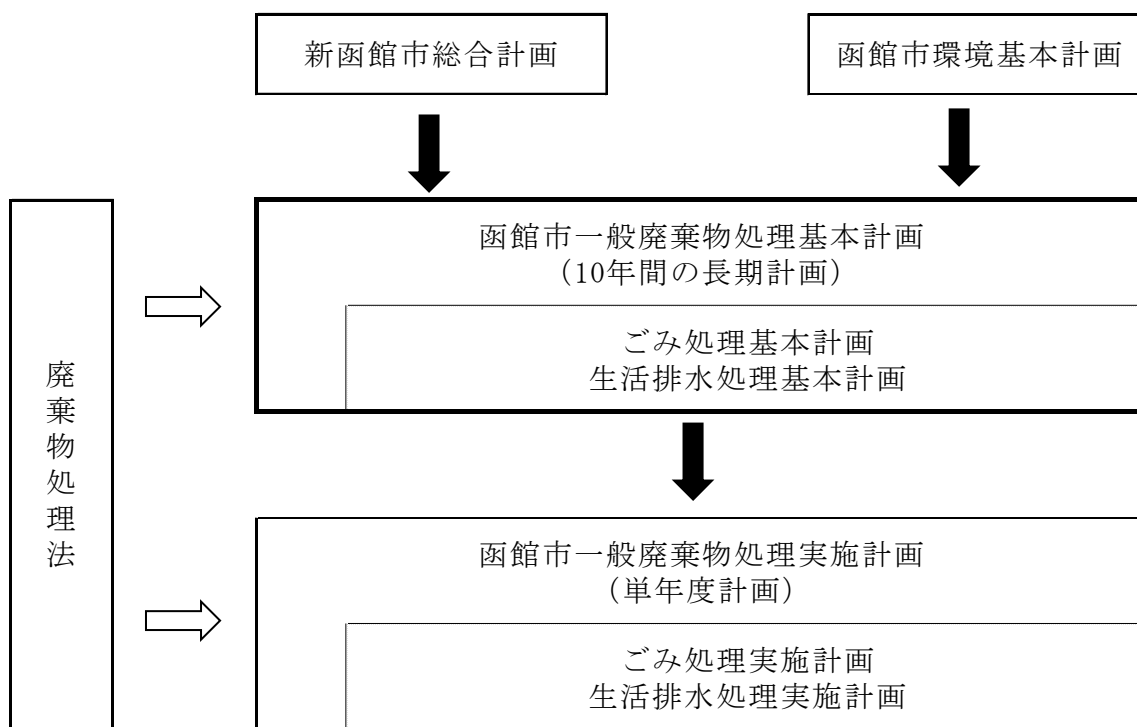 新函館市総合計画
函館市環境基本計画
廃棄物処理法
函館市一般廃棄物処理基本計画
（10年間の長期計画）
ごみ処理基本計画
生活排水処理基本計画
函館市一般廃棄物処理実施計画
（単年度計画）
ごみ処理実施計画
生活排水処理実施計画